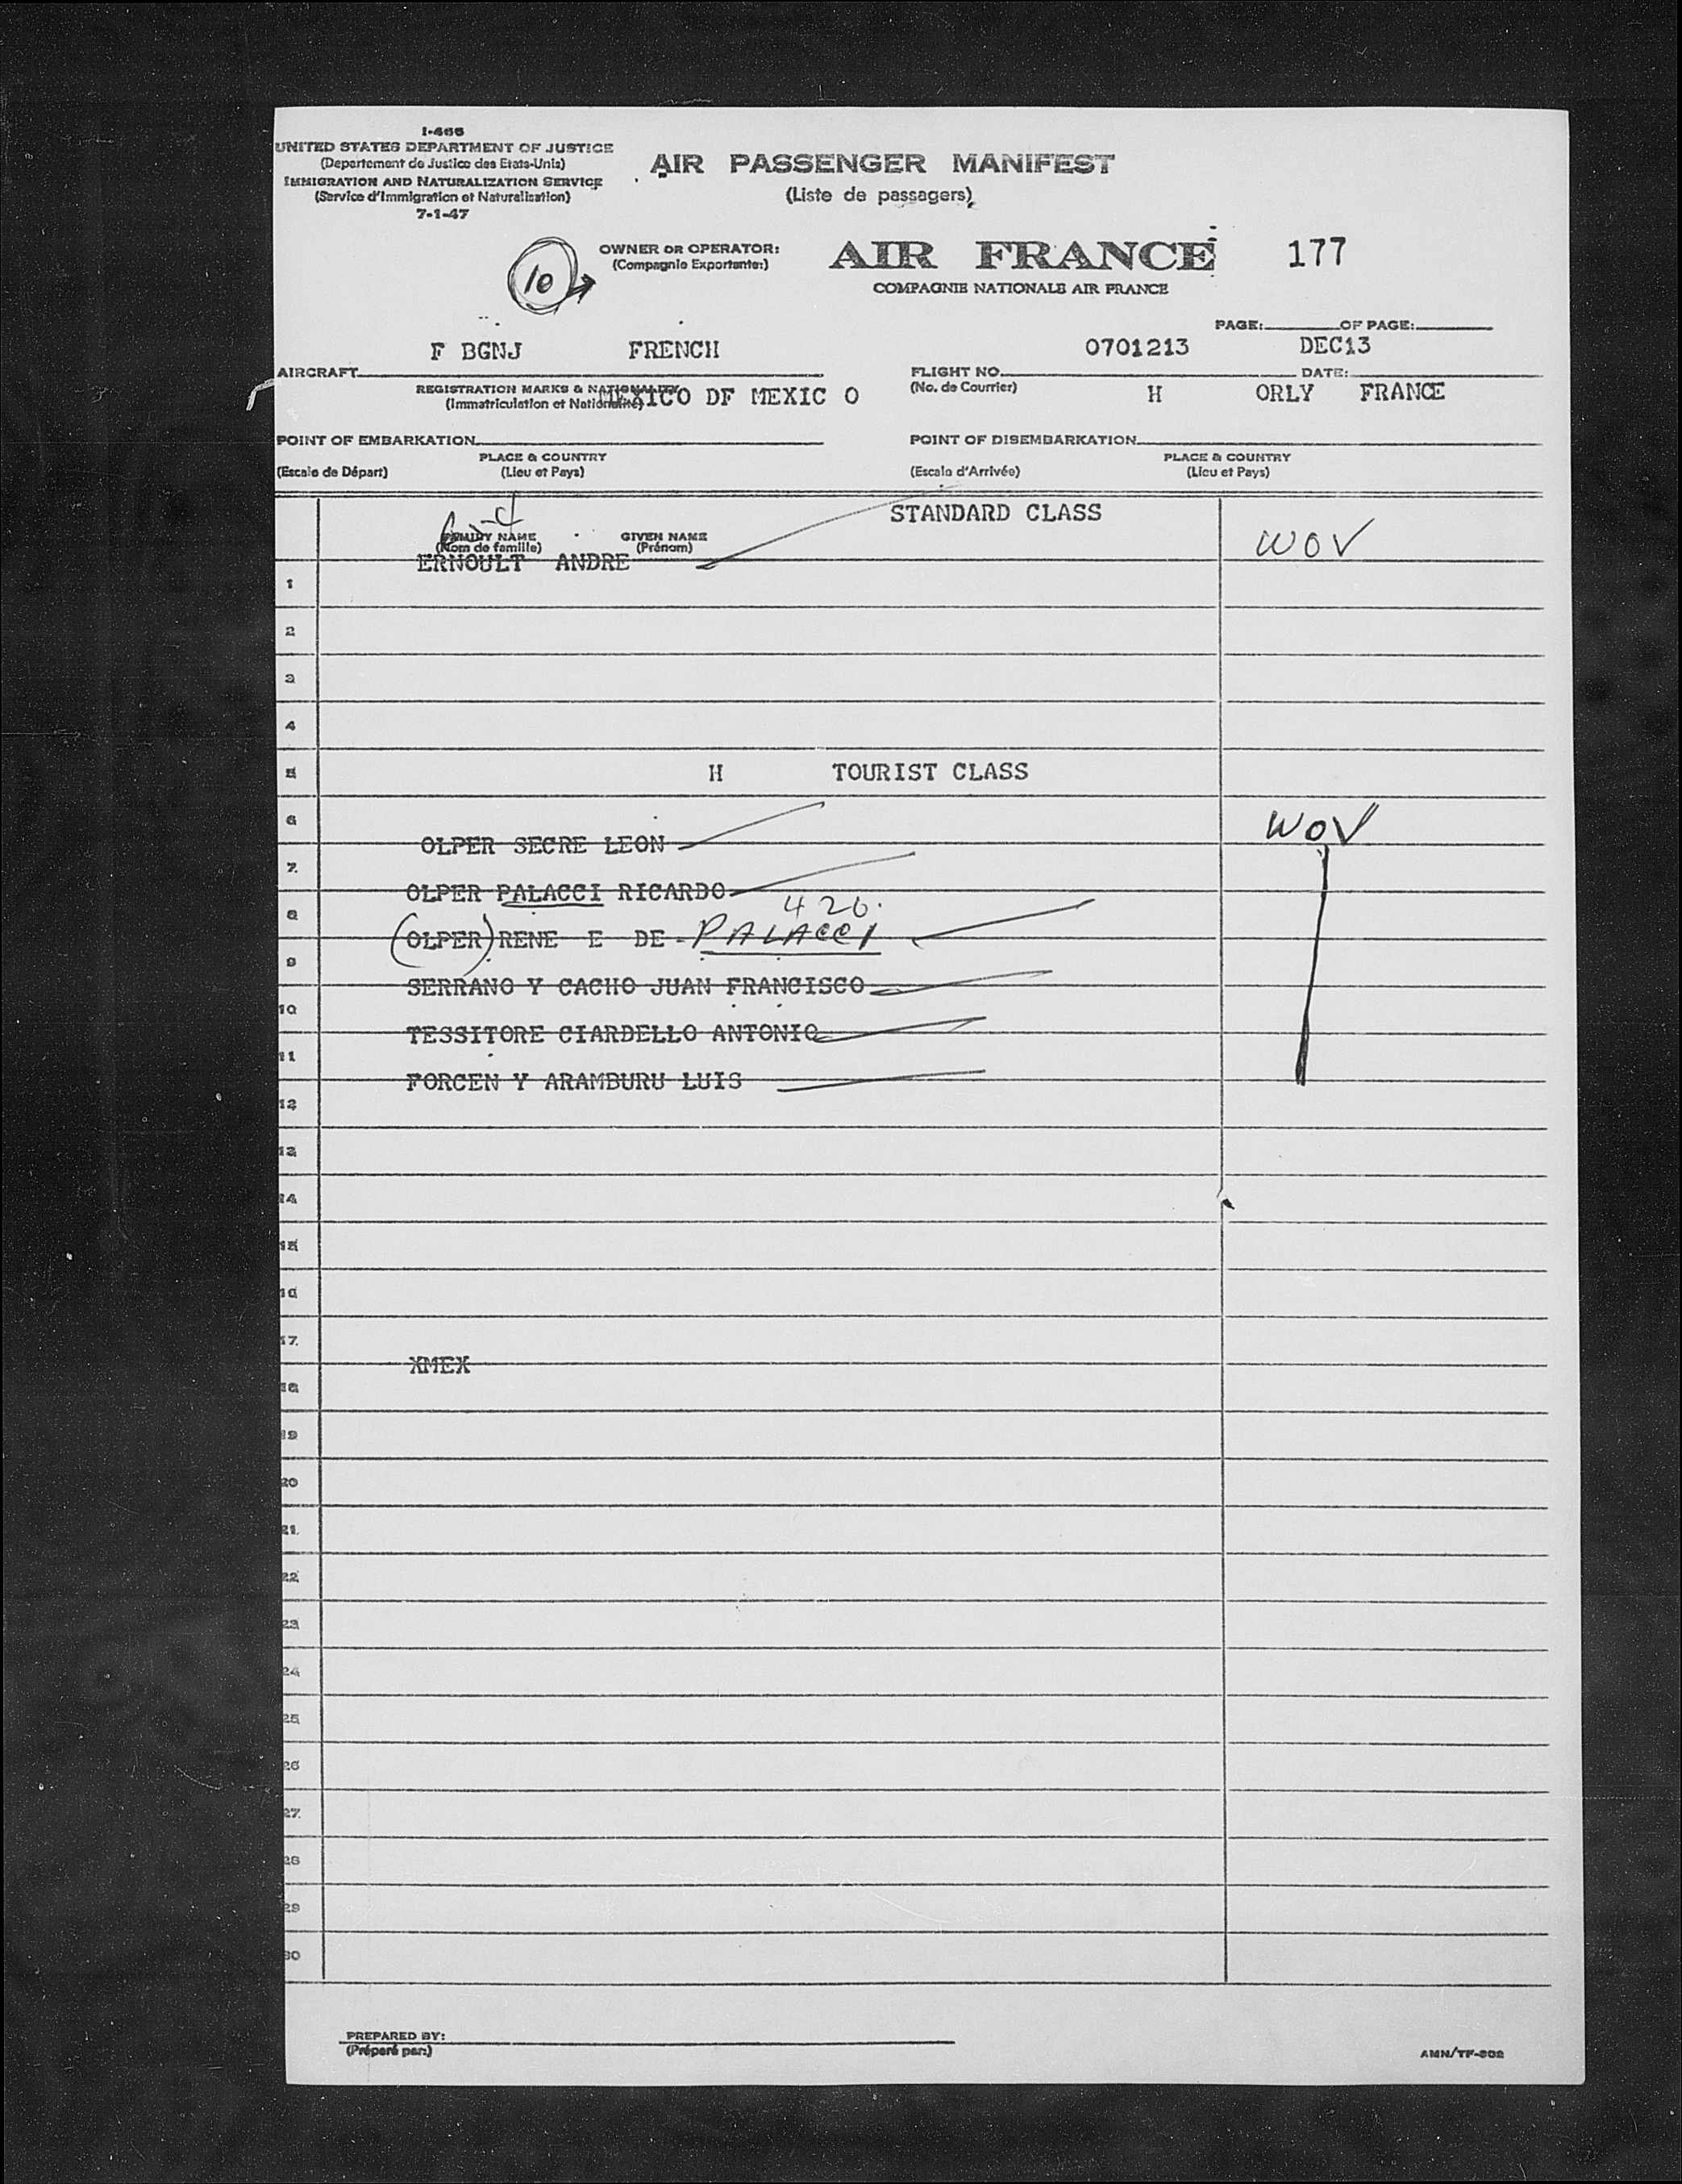 I-466
UNITED STATES DEPARTMENT OF JUSTICE
(Departement de Justice des Etats-Unis)
IMMIGRATION AND NATURALIZATION SERVICE
(Service d'Immigration et Naturalisation)
7-1-47
AIR PASSENGER MANIFEST
(Liste de passagers)
10
OWNER OR OPERATOR:
(Compagnie Exportante:)
AIR FRANCE 177
COMPAGNIE NATIONALE AIR FRANCE
PAGE: OF PAGE:
F BGNJ FRENCH 0701213 DEC13
AIRCRAFT FLIGHT NO. DATE:
REGISTRATION MARKS & NATIONALITY (No. de Courrier)
(Immatriculation et Nationalité) MEXICO DF MEXIC O H ORLY FRANCE
POINT OF EMBARKATION POINT OF DISEMBARKATION
PLACE & COUNTRY PLACE & COUNTRY
(Escale de Départ) (Lieu et Pays) (Escale d'Arrivée) (Lieu et Pays)
STANDARD CLASS
FAMILY NAME GIVEN NAME WOV
(Nom de famille) (Prénom)
ERNOULT ANDRE
1
2
3
4
5 H TOURIST CLASS
6 WOV
OLPER SECRE LEON
7
OLPER PALACCI RICARDO
8 426.
(OLPER) RENE E DE - PALACCI
9
SERRANO Y CACHO JUAN FRANCISCO
10
TESSITORE CIARDELLO ANTONIO
11
FORCEN Y ARAMBURU LUIS
12
13
14
15
16
17
XMEX
18
19
20
21
22
23
24
25
26
27
28
29
30
PREPARED BY:
(Préparé par:)
AMN/TF-802